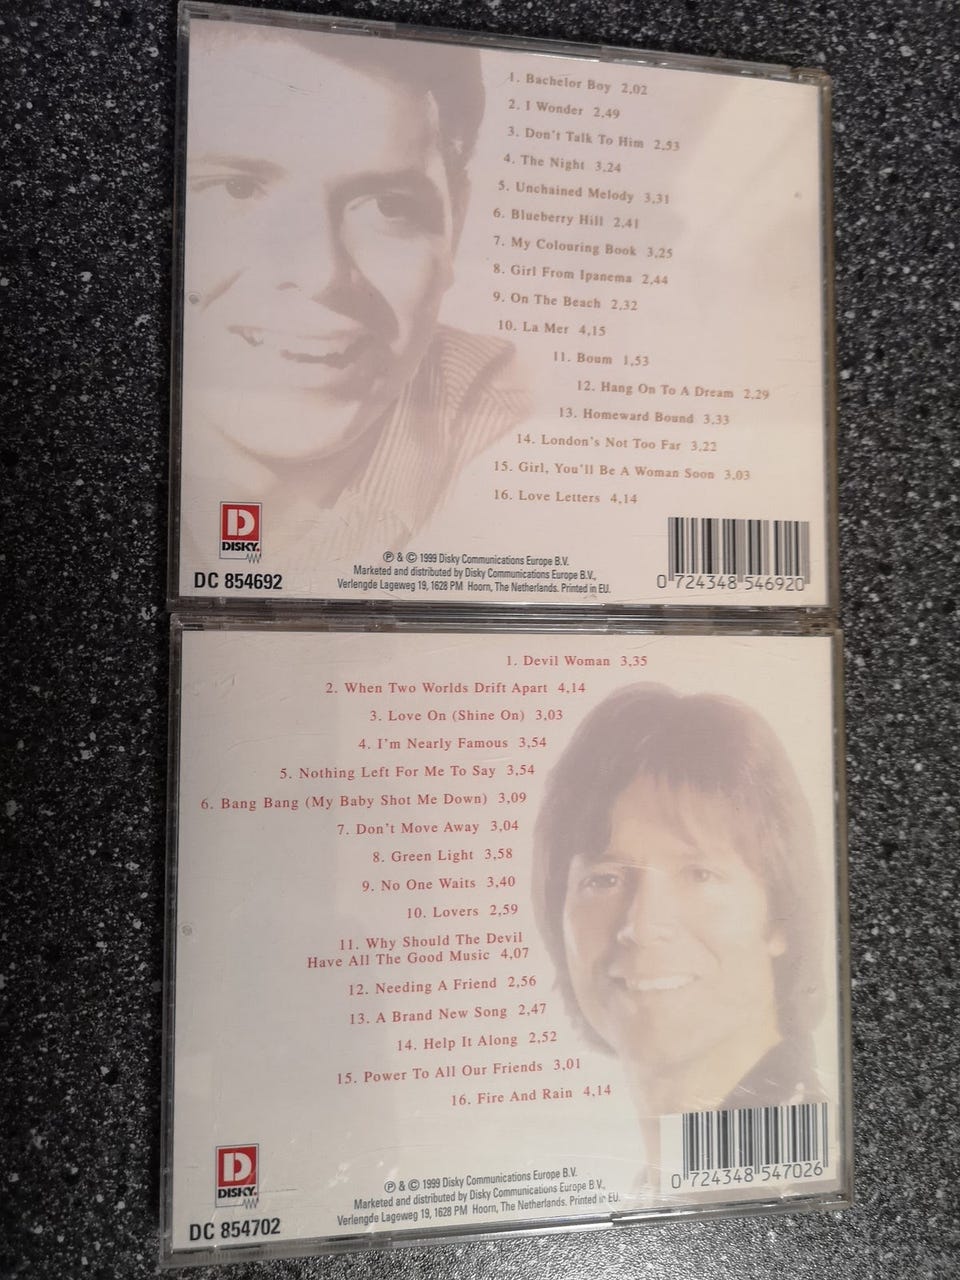 1. Bachelor Boy 2,02
2. I Wonder 2,49
3. Don't Talk To Him 2,53
4. The Night 3,24
5. Unchained Melody 3,31
6. Blueberry Hill 2,41
7. My Colouring Book 3,25
8. Girl From Ipanema 2,44
9. On The Beach 2,32
10. La Mer 4,15
11. Boum 1,53
12. Hang On To A Dream 2,29
13. Homeward Bound 3,33
14. London's Not Too Far 3,22
15. Girl, You'll Be A Woman Soon 3,03
16. Love Letters 4,14
D
DISKY.
DC 854692
℗ & © 1999 Disky Communications Europe B.V.
Marketed and distributed by Disky Communications Europe B.V.,
Verlengde Lageweg 19, 1628 PM Hoorn, The Netherlands. Printed in EU.
0 724348 546920
1. Devil Woman 3,35
2. When Two Worlds Drift Apart 4,14
3. Love On (Shine On) 3,03
4. I'm Nearly Famous 3,54
5. Nothing Left For Me To Say 3,54
6. Bang Bang (My Baby Shot Me Down) 3,09
7. Don't Move Away 3,04
8. Green Light 3,58
9. No One Waits 3,40
10. Lovers 2,59
11. Why Should The Devil
Have All The Good Music 4,07
12. Needing A Friend 2,56
13. A Brand New Song 2,47
14. Help It Along 2,52
15. Power To All Our Friends 3,01
16. Fire And Rain 4,14
D
DISKY.
DC 854702
℗ & © 1999 Disky Communications Europe B.V.
Marketed and distributed by Disky Communications Europe B.V.,
Verlengde Lageweg 19, 1628 PM Hoorn, The Netherlands. Printed in EU.
0 724348 547026